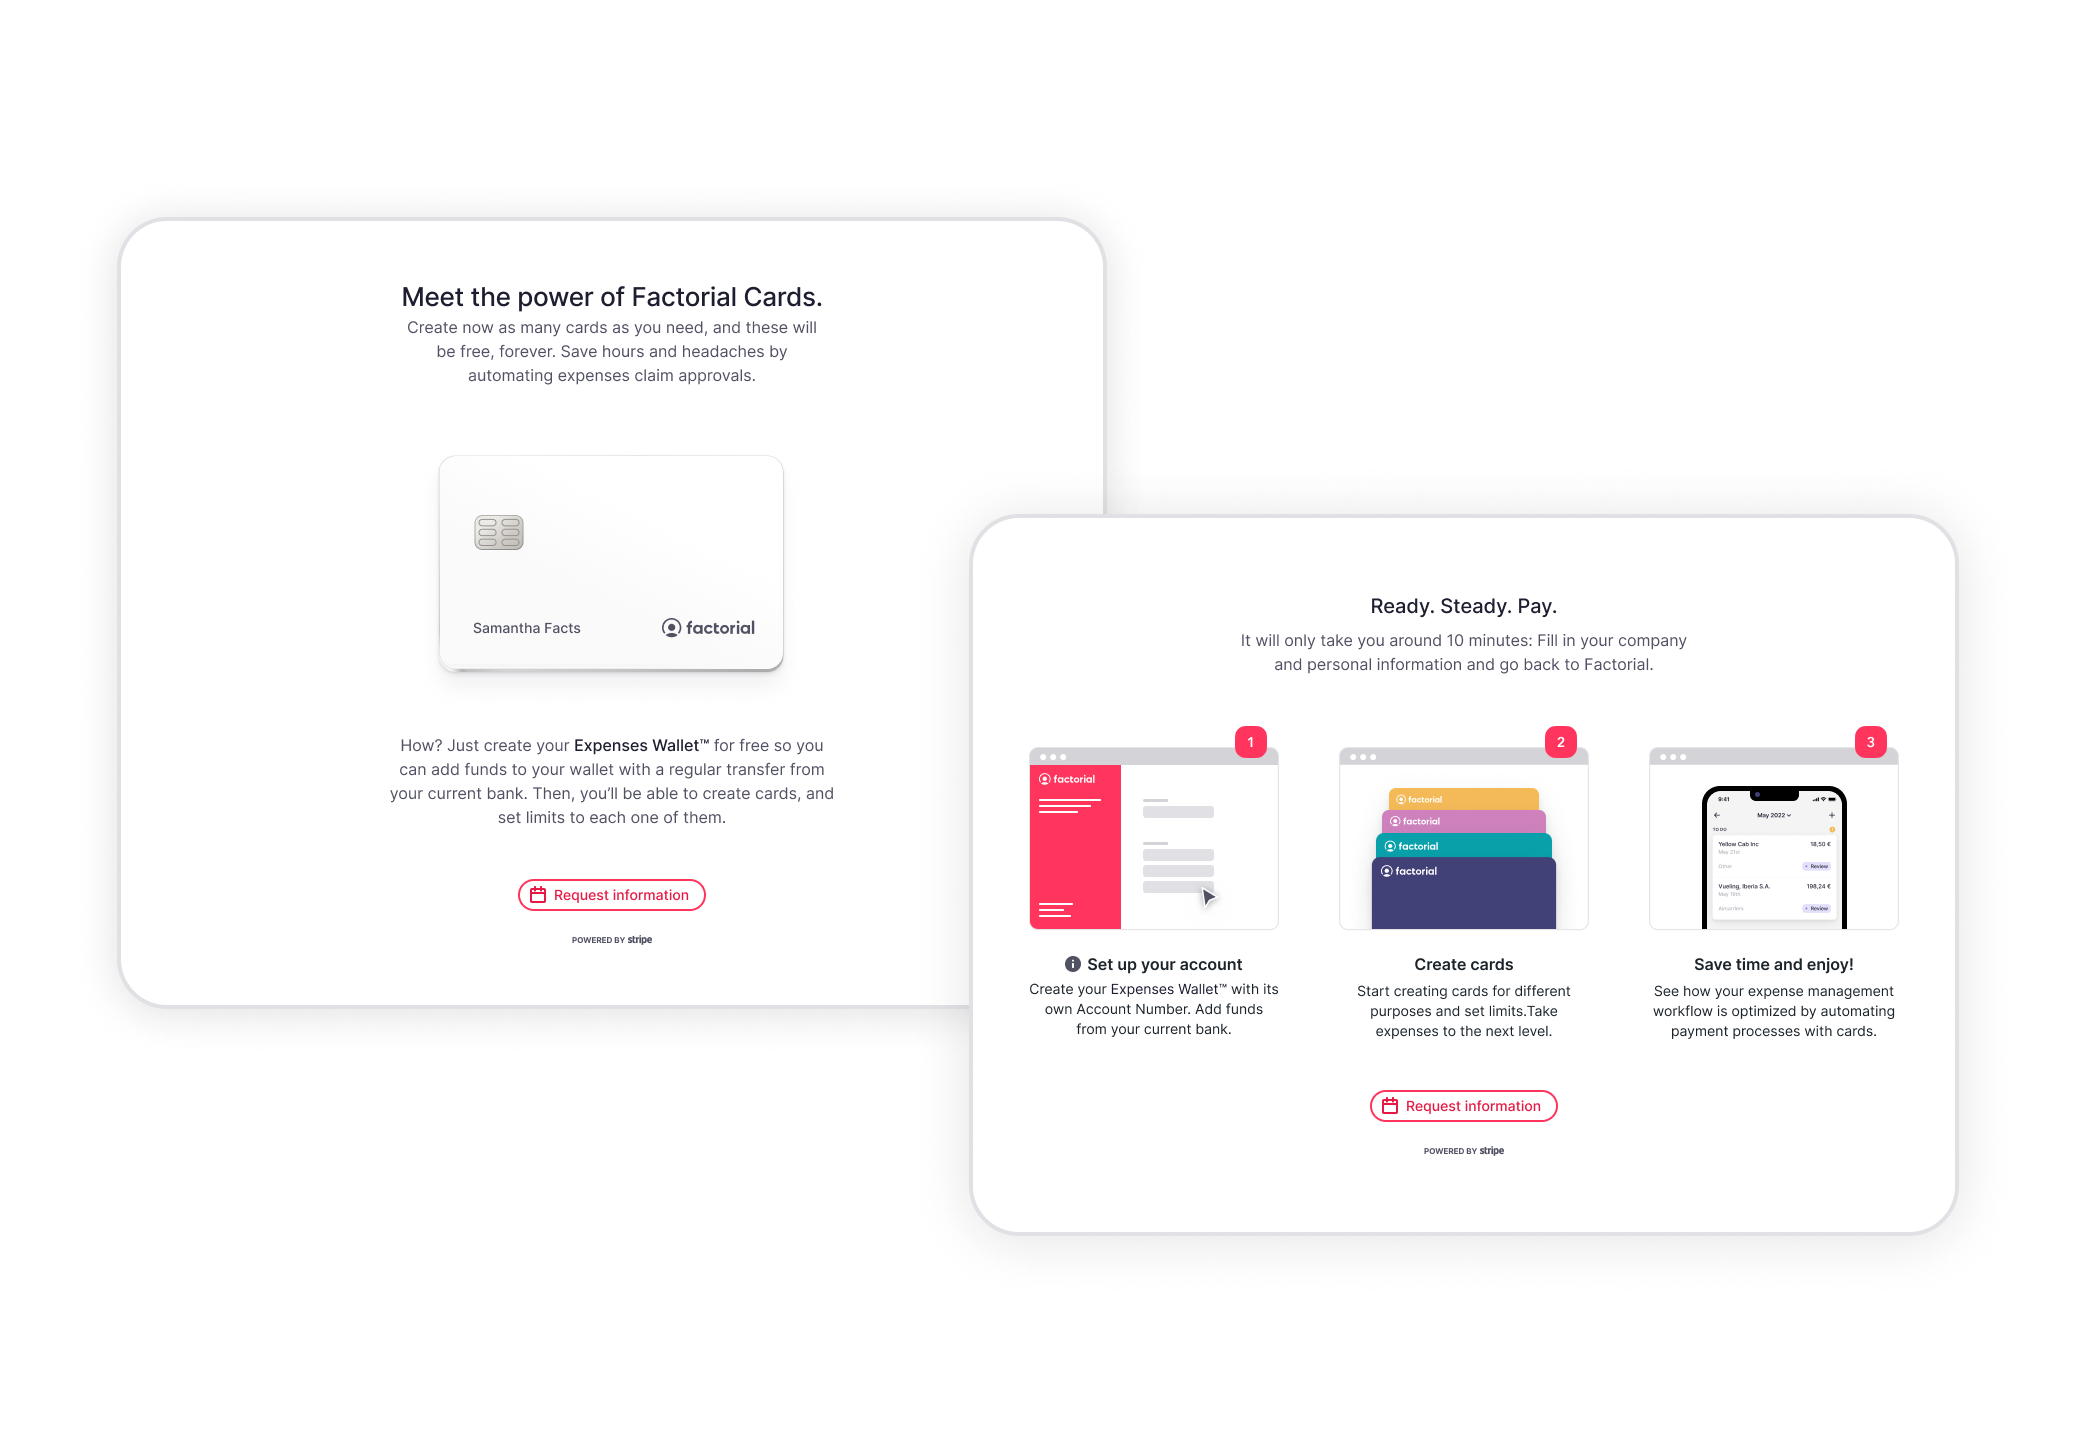 Meet the power of Factorial Cards.
Create now as many cards as you need, and these will
be free, forever. Save hours and headaches by
automating expenses claim approvals.
Samantha Facts
factorial
How? Just create your Expenses Wallet™ for free so you
can add funds to your wallet with a regular transfer from
your current bank. Then, you’ll be able to create cards, and
set limits to each one of them.
Request information
POWERED BY stripe
Ready. Steady. Pay.
It will only take you around 10 minutes: Fill in your company
and personal information and go back to Factorial.
1
factorial
Set up your account
Create your Expenses Wallet™ with its
own Account Number. Add funds
from your current bank.
2
factorial
factorial
factorial
factorial
Create cards
Start creating cards for different
purposes and set limits.Take
expenses to the next level.
3
9:41
May 2022
TO DO
Yellow Cab Inc 18,50 €
May 21st
Other Review
Vueling, Iberia S.A. 198,24 €
Review
Save time and enjoy!
See how your expense management
workflow is optimized by automating
payment processes with cards.
Request information
POWERED BY stripe